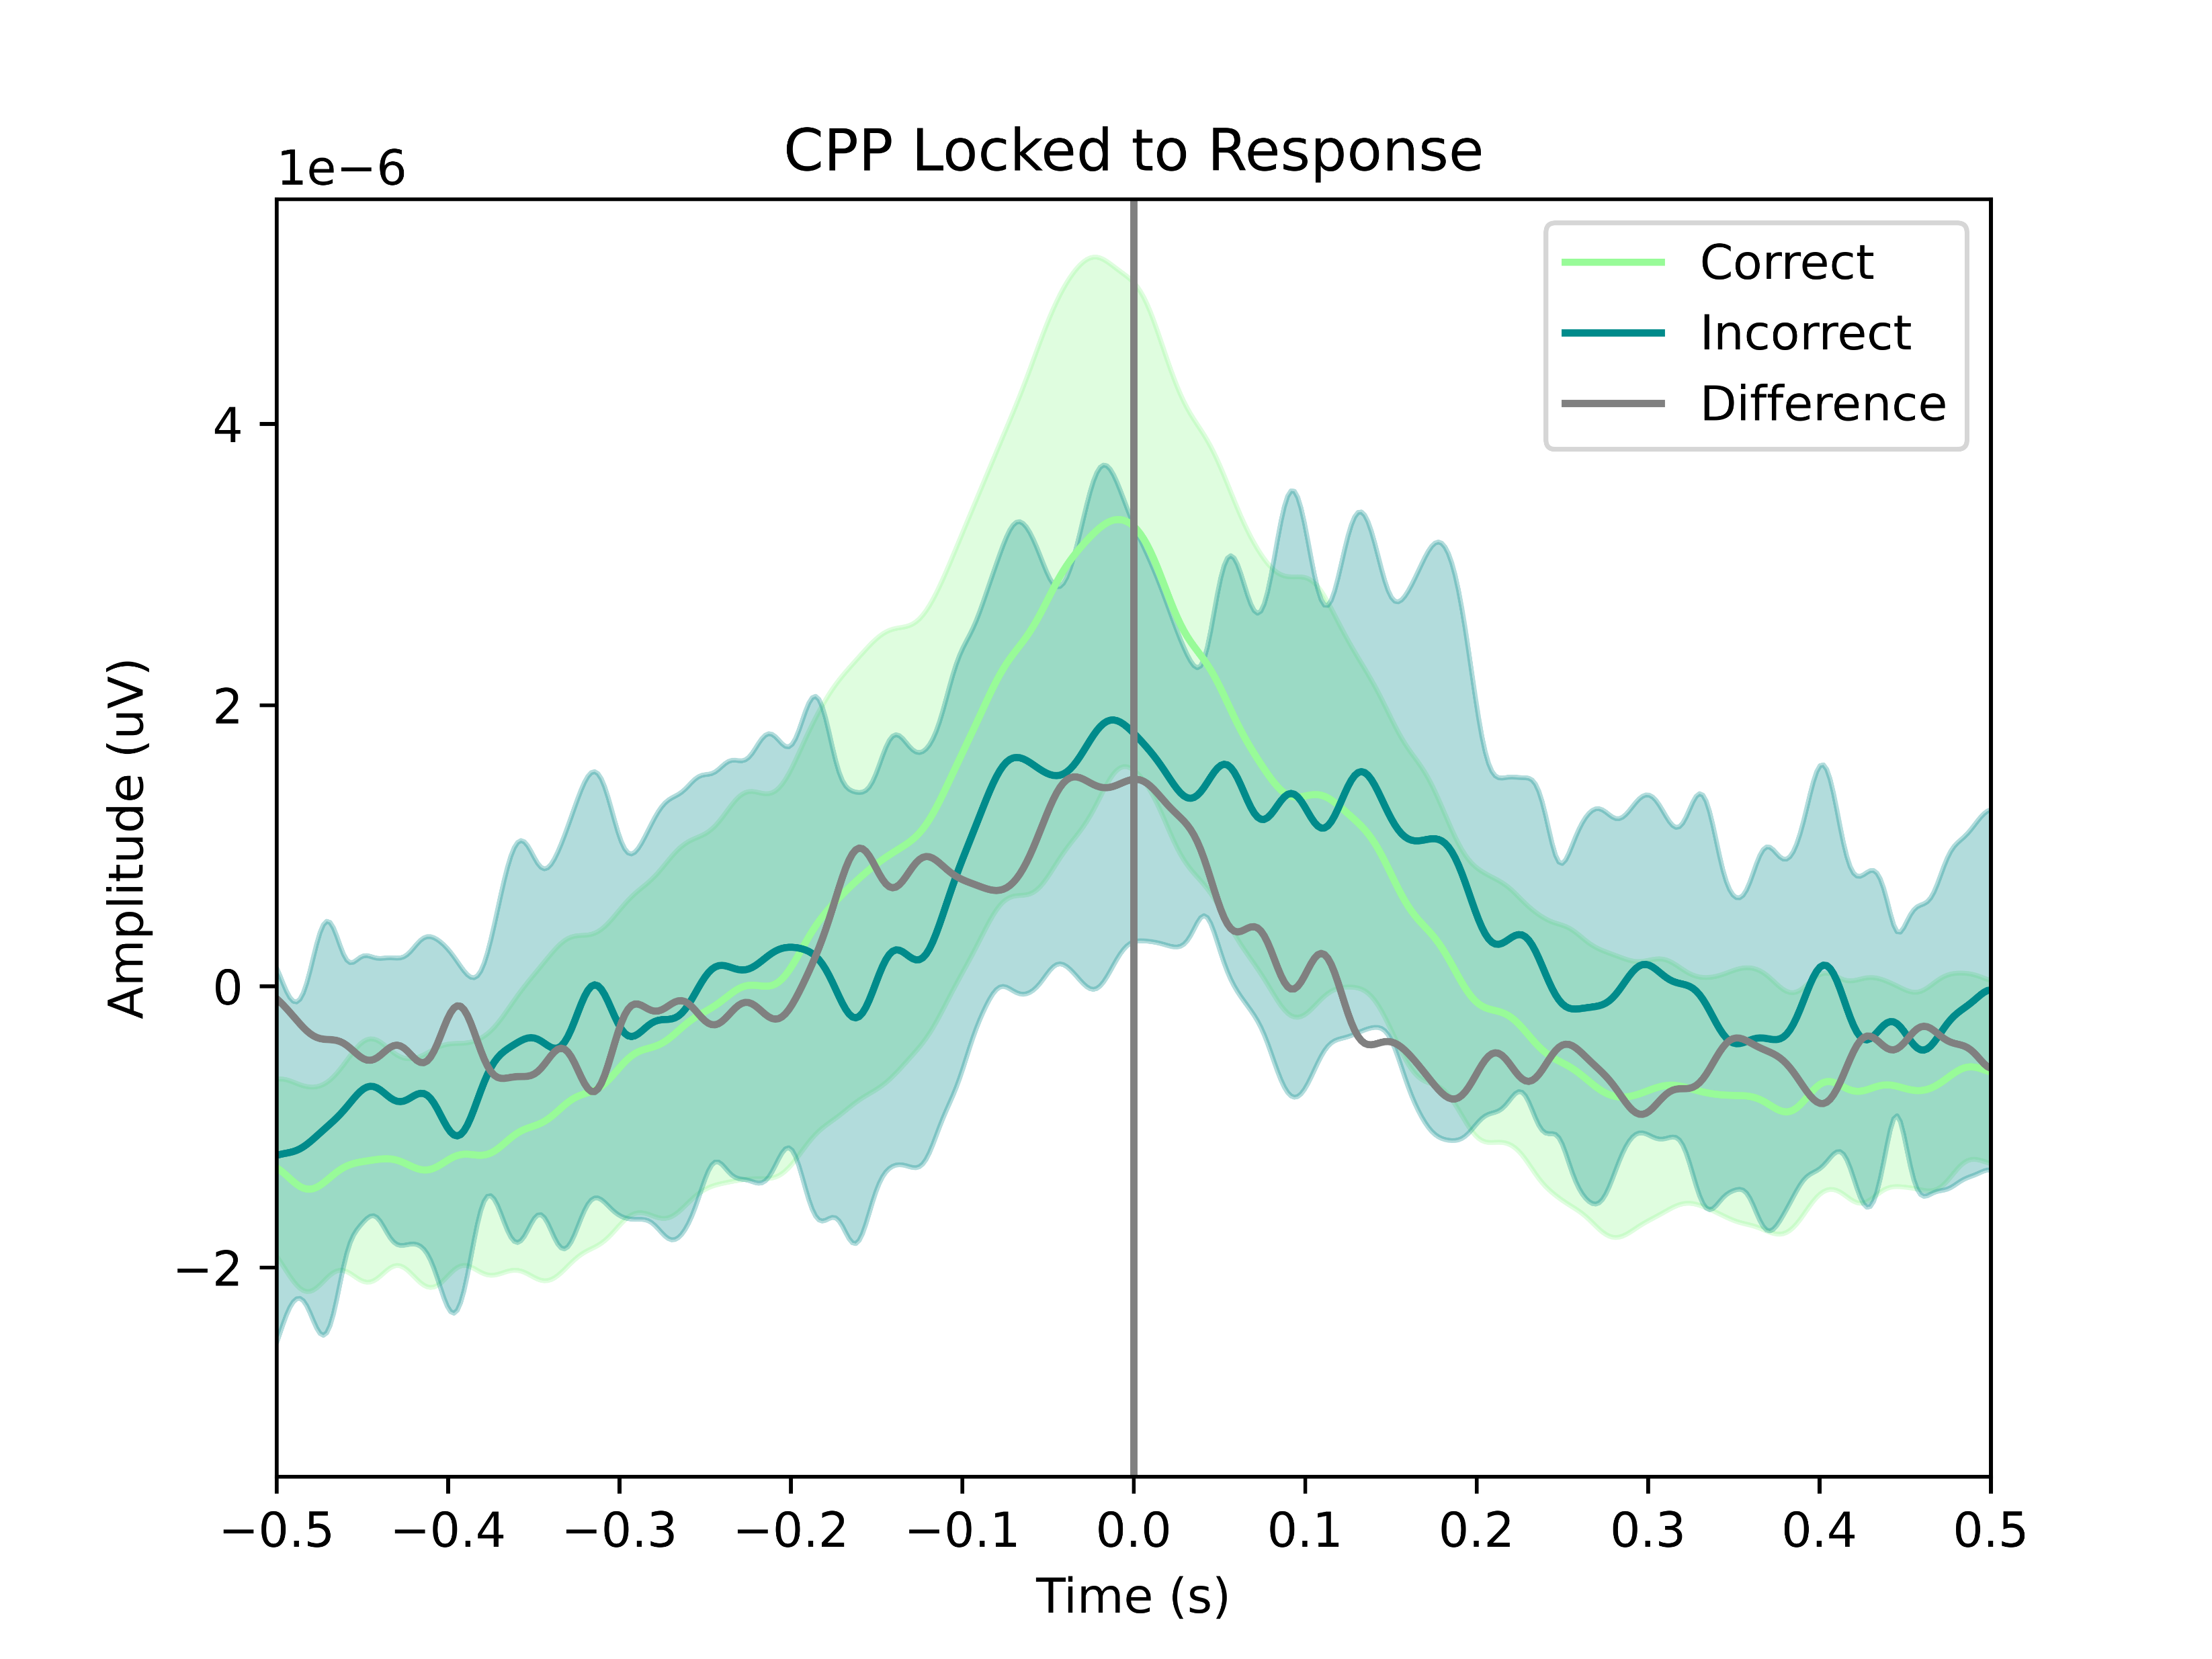 CPP Locked to Response
1e−6
Correct
Incorrect
Difference
4
2
0
−2
Amplitude (uV)
−0.5 −0.4 −0.3 −0.2 −0.1 0.0 0.1 0.2 0.3 0.4 0.5
Time (s)